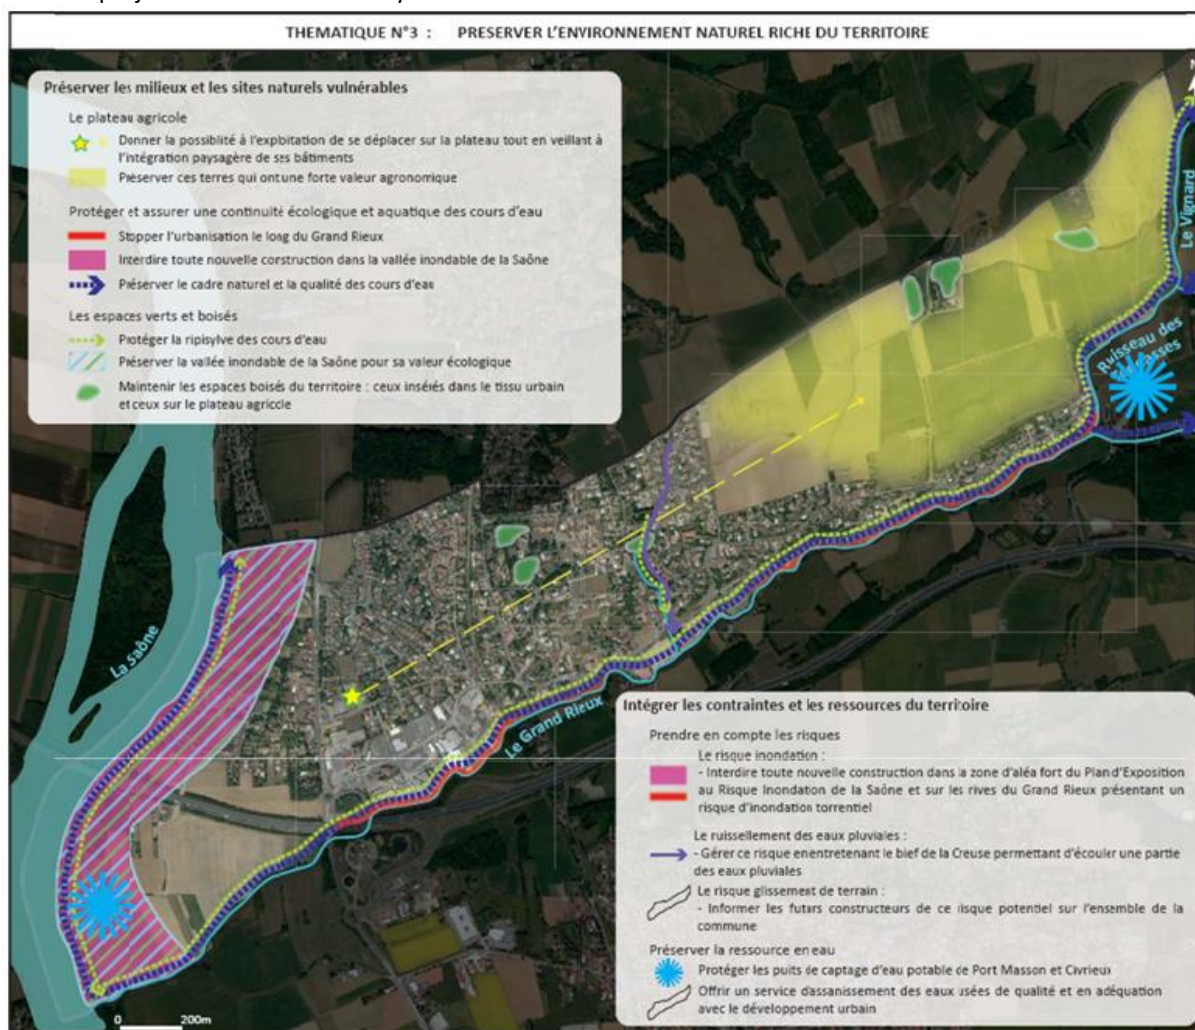 THEMATIQUE N°3 : PRESERVER L'ENVIRONNEMENT NATUREL RICHE DU TERRITOIRE
Préserver les milieux et les sites naturels vulnérables
Le plateau agricole
Donner la possiblité à l'expbitation de se déplacer sur la plateau tout en veillant à
l'intégration paysagère de ses bâtiments
Préserver ces terres qui ont une forte valeur agronomique
Protéger et assurer une continuité écologique et aquatique des cours d'eau
Stopper l'urbanisation le long du Grand Rieux
Interdire toute nouvelle construction dans la vallée inondable de la Saône
Préserver le cadre naturel et la qualité des cours d'eau
Les espaces verts et boisés
Protéger la ripisylve des cours d'eau
Préserver la vallée inondable de la Saône pour sa valeur écologique
Maintenir les espaces boisés du territoire : ceux insérés dans le tissu urbain
et ceux sur le plateau agricole
N
Le Vignard
Ruisseau des
La Saône
Le Grand Rieux
Intégrer les contraintes et les ressources du territoire
Prendre en compte les risques
Le risque inondation :
- Interdire toute nouvelle construction dans la zone d'aléa fort du Plan d'Exposition
au Risque Inondation de la Saône et sur les rives du Grand Rieux présentant un
risque d'inondation torrentiel
Le ruissellement des eaux pluviales :
- Gérer ce risque en entretenant le bief de la Creuse permettant d'écouler une partie
des eaux pluviales
Le risque glissement de terrain :
- Informer les futurs constructeurs de ce risque potentiel sur l'ensemble de la
commune
Préserver la ressource en eau
Protéger les puits de captage d'eau potable de Port Masson et Civrieux
Offrir un service d'assanissement des eaux usées de qualité et en adéquation
avec le développement urbain
0 200m